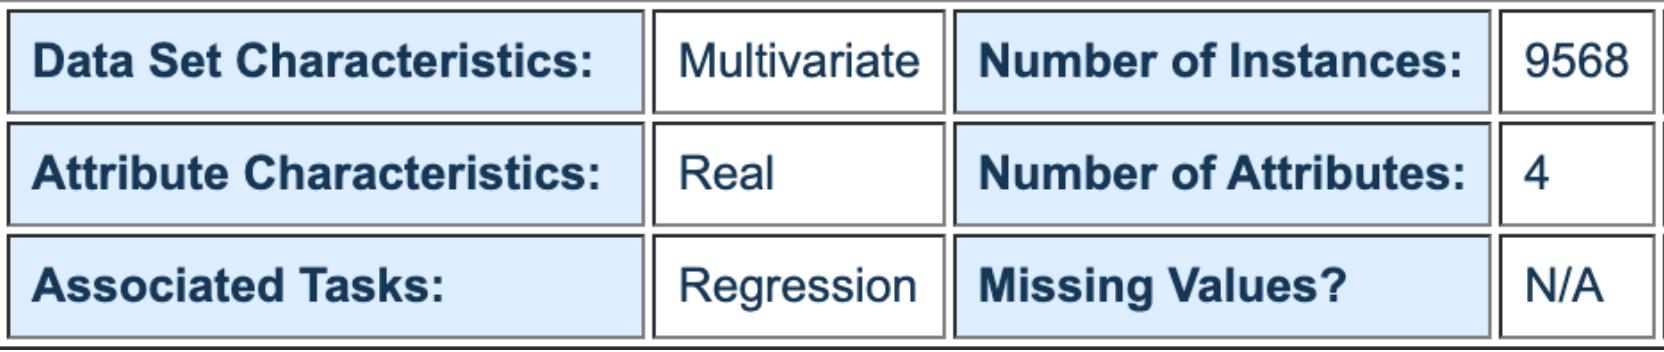 Data Set Characteristics: Multivariate Number of Instances: 9568
Attribute Characteristics: Real Number of Attributes: 4
Associated Tasks: Regression Missing Values? N/A